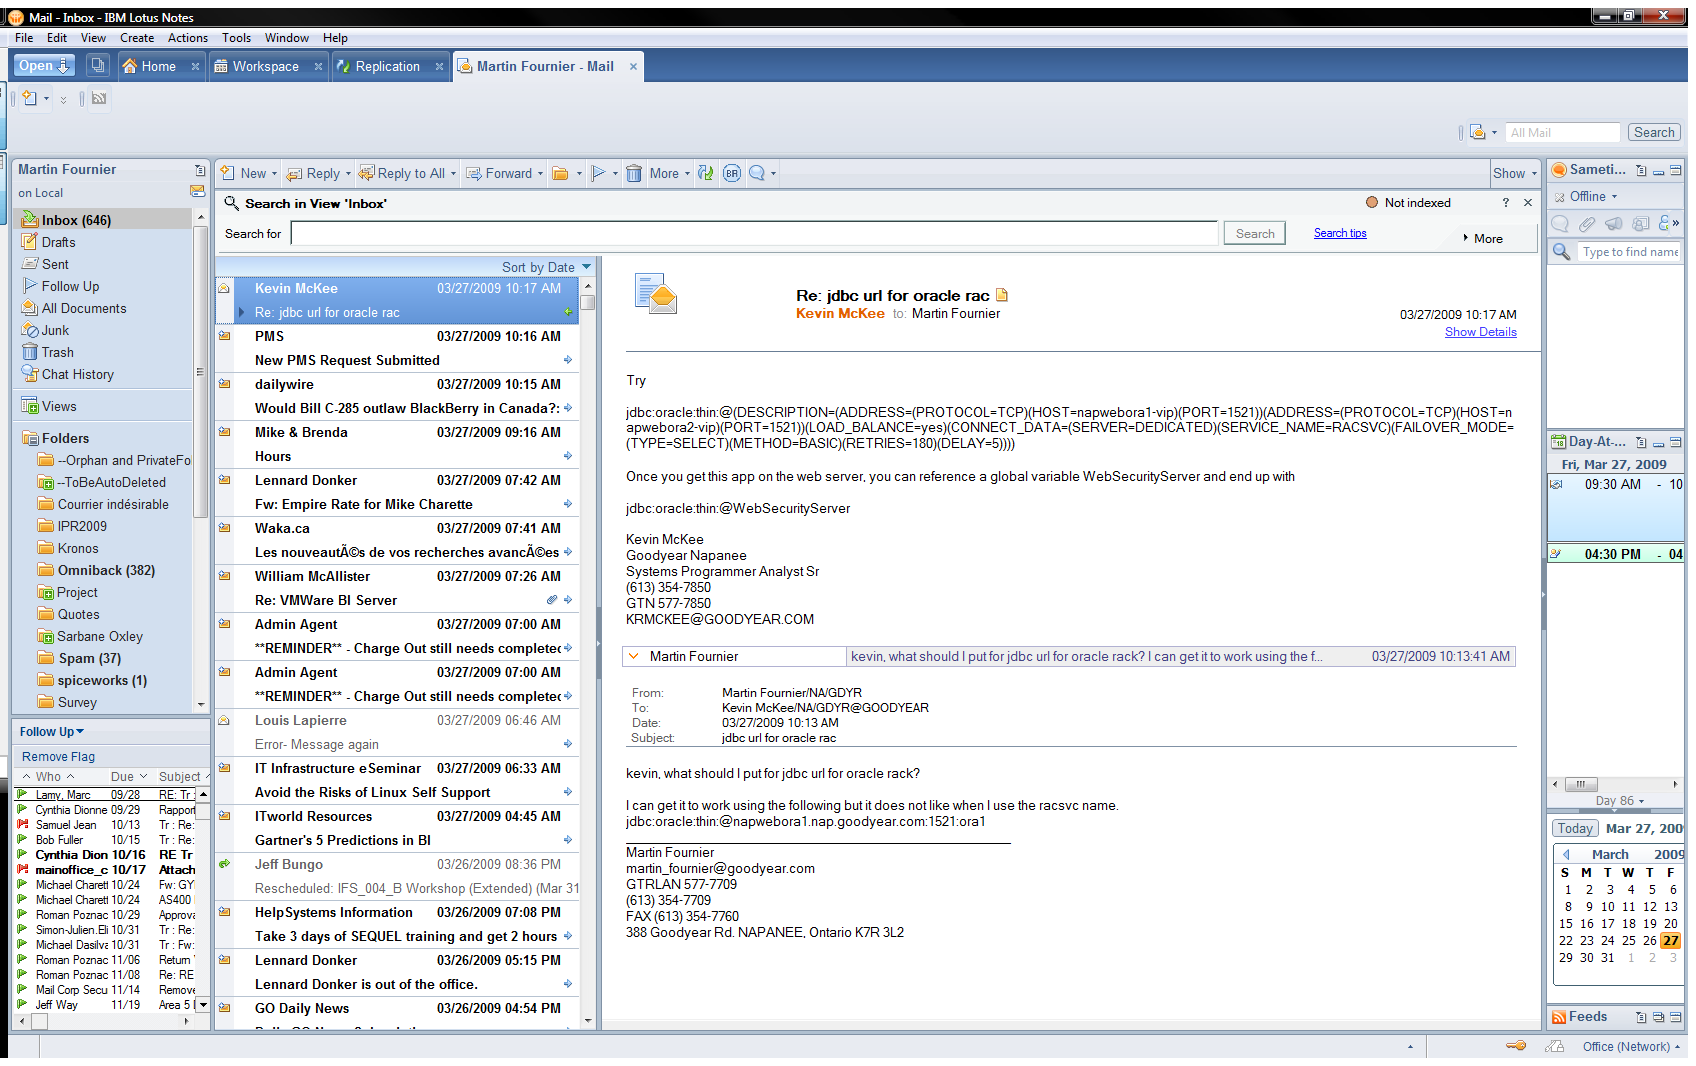 Mail - Inbox - IBM Lotus Notes
File Edit View Create Actions Tools Window Help
Open Home Workspace Replication Martin Fournier - Mail
All Mail Search
Martin Fournier
on Local
Inbox (646)
Drafts
Sent
Follow Up
All Documents
Junk
Trash
Chat History
Views
Folders
--Orphan and PrivateFo
--ToBeAutoDeleted
Courrier indésirable
IPR2009
Kronos
Omniback (382)
Project
Quotes
Sarbane Oxley
Spam (37)
spiceworks (1)
Survey
Follow Up
Remove Flag
Who Due Subject
Lamy, Marc 09/28 RE: Tr :
Cynthia Dionne 09/29 Rapport
Samuel Jean 10/13 Tr : Re:
Bob Fuller 10/15 Tr : Re:
Cynthia Dion 10/16 RE Tr
mainoffice_c 10/17 Attach
Michael Charett 10/24 Fw: GY
Michael Charett 10/24 AS400
Roman Poznac 10/29 Approva
Simon-Julien.Eli 10/31 Tr : Re:
Michael Dasilva 10/31 Tr : Fw:
Roman Poznac 11/06 Return
Roman Poznac 11/08 Re: RE
Mail Corp Secu 11/14 Remove
Jeff Way 11/19 Area 5
New Reply Reply to All Forward More BR Show
Search in View 'Inbox' Not indexed ? ×
Search for Search Search tips More
Sort by Date
Kevin McKee 03/27/2009 10:17 AM
Re: jdbc url for oracle rac
PMS 03/27/2009 10:16 AM
New PMS Request Submitted
dailywire 03/27/2009 10:15 AM
Would Bill C-285 outlaw BlackBerry in Canada?:
Mike & Brenda 03/27/2009 09:16 AM
Hours
Lennard Donker 03/27/2009 07:42 AM
Fw: Empire Rate for Mike Charette
Waka.ca 03/27/2009 07:41 AM
Les nouveautÃ©s de vos recherches avancÃ©es
William McAllister 03/27/2009 07:26 AM
Re: VMWare BI Server
Admin Agent 03/27/2009 07:00 AM
**REMINDER** - Charge Out still needs completec
Admin Agent 03/27/2009 07:00 AM
**REMINDER** - Charge Out still needs completec
Louis Lapierre 03/27/2009 06:46 AM
Error- Message again
IT Infrastructure eSeminar 03/27/2009 06:33 AM
Avoid the Risks of Linux Self Support
ITworld Resources 03/27/2009 04:45 AM
Gartner's 5 Predictions in BI
Jeff Bungo 03/26/2009 08:36 PM
Rescheduled: IFS_004_B Workshop (Extended) (Mar 31
HelpSystems Information 03/26/2009 07:08 PM
Take 3 days of SEQUEL training and get 2 hours
Lennard Donker 03/26/2009 05:15 PM
Lennard Donker is out of the office.
GO Daily News 03/26/2009 04:54 PM
Re: jdbc url for oracle rac
Kevin McKee to: Martin Fournier
03/27/2009 10:17 AM
Show Details
Try
jdbc:oracle:thin:@(DESCRIPTION=(ADDRESS=(PROTOCOL=TCP)(HOST=napwebora1-vip)(PORT=1521))(ADDRESS=(PROTOCOL=TCP)(HOST=n
apwebora2-vip)(PORT=1521))(LOAD_BALANCE=yes)(CONNECT_DATA=(SERVER=DEDICATED)(SERVICE_NAME=RACSVC)(FAILOVER_MODE=
(TYPE=SELECT)(METHOD=BASIC)(RETRIES=180)(DELAY=5))))
Once you get this app on the web server, you can reference a global variable WebSecurityServer and end up with
jdbc:oracle:thin:@WebSecurityServer
Kevin McKee
Goodyear Napanee
Systems Programmer Analyst Sr
(613) 354-7850
GTN 577-7850
KRMCKEE@GOODYEAR.COM
Martin Fournier kevin, what should I put for jdbc url for oracle rack? I can get it to work using the f... 03/27/2009 10:13:41 AM
From: Martin Fournier/NA/GDYR
To: Kevin McKee/NA/GDYR@GOODYEAR
Date: 03/27/2009 10:13 AM
Subject: jdbc url for oracle rac
kevin, what should I put for jdbc url for oracle rack?
I can get it to work using the following but it does not like when I use the racsvc name.
jdbc:oracle:thin:@napwebora1.nap.goodyear.com:1521:ora1
Martin Fournier
martin_fournier@goodyear.com
GTRLAN 577-7709
(613) 354-7709
FAX (613) 354-7760
388 Goodyear Rd. NAPANEE, Ontario K7R 3L2
Sameti...
Offline
Type to find name
Day-At-...
Fri, Mar 27, 2009
09:30 AM - 10
04:30 PM - 04
Day 86
Today Mar 27, 200
March 2009
S M T W T F
1 2 3 4 5 6
8 9 10 11 12 13
15 16 17 18 19 20
22 23 24 25 26 27
29 30 31 1 2 3
Feeds
Office (Network)